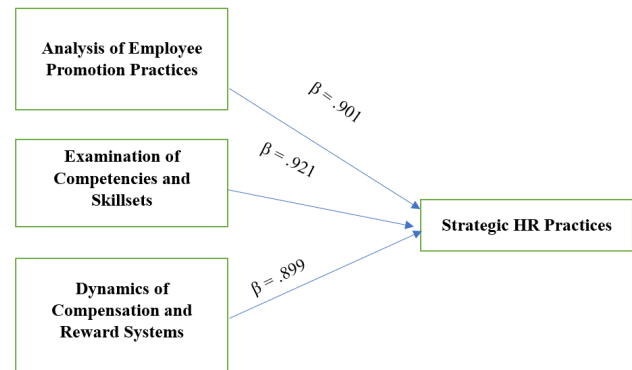 Analysis of Employee
Promotion Practices
β = .901
Examination of
Competencies and
Skillsets
β = .921
Strategic HR Practices
Dynamics of
Compensation and
Reward Systems
β = .899